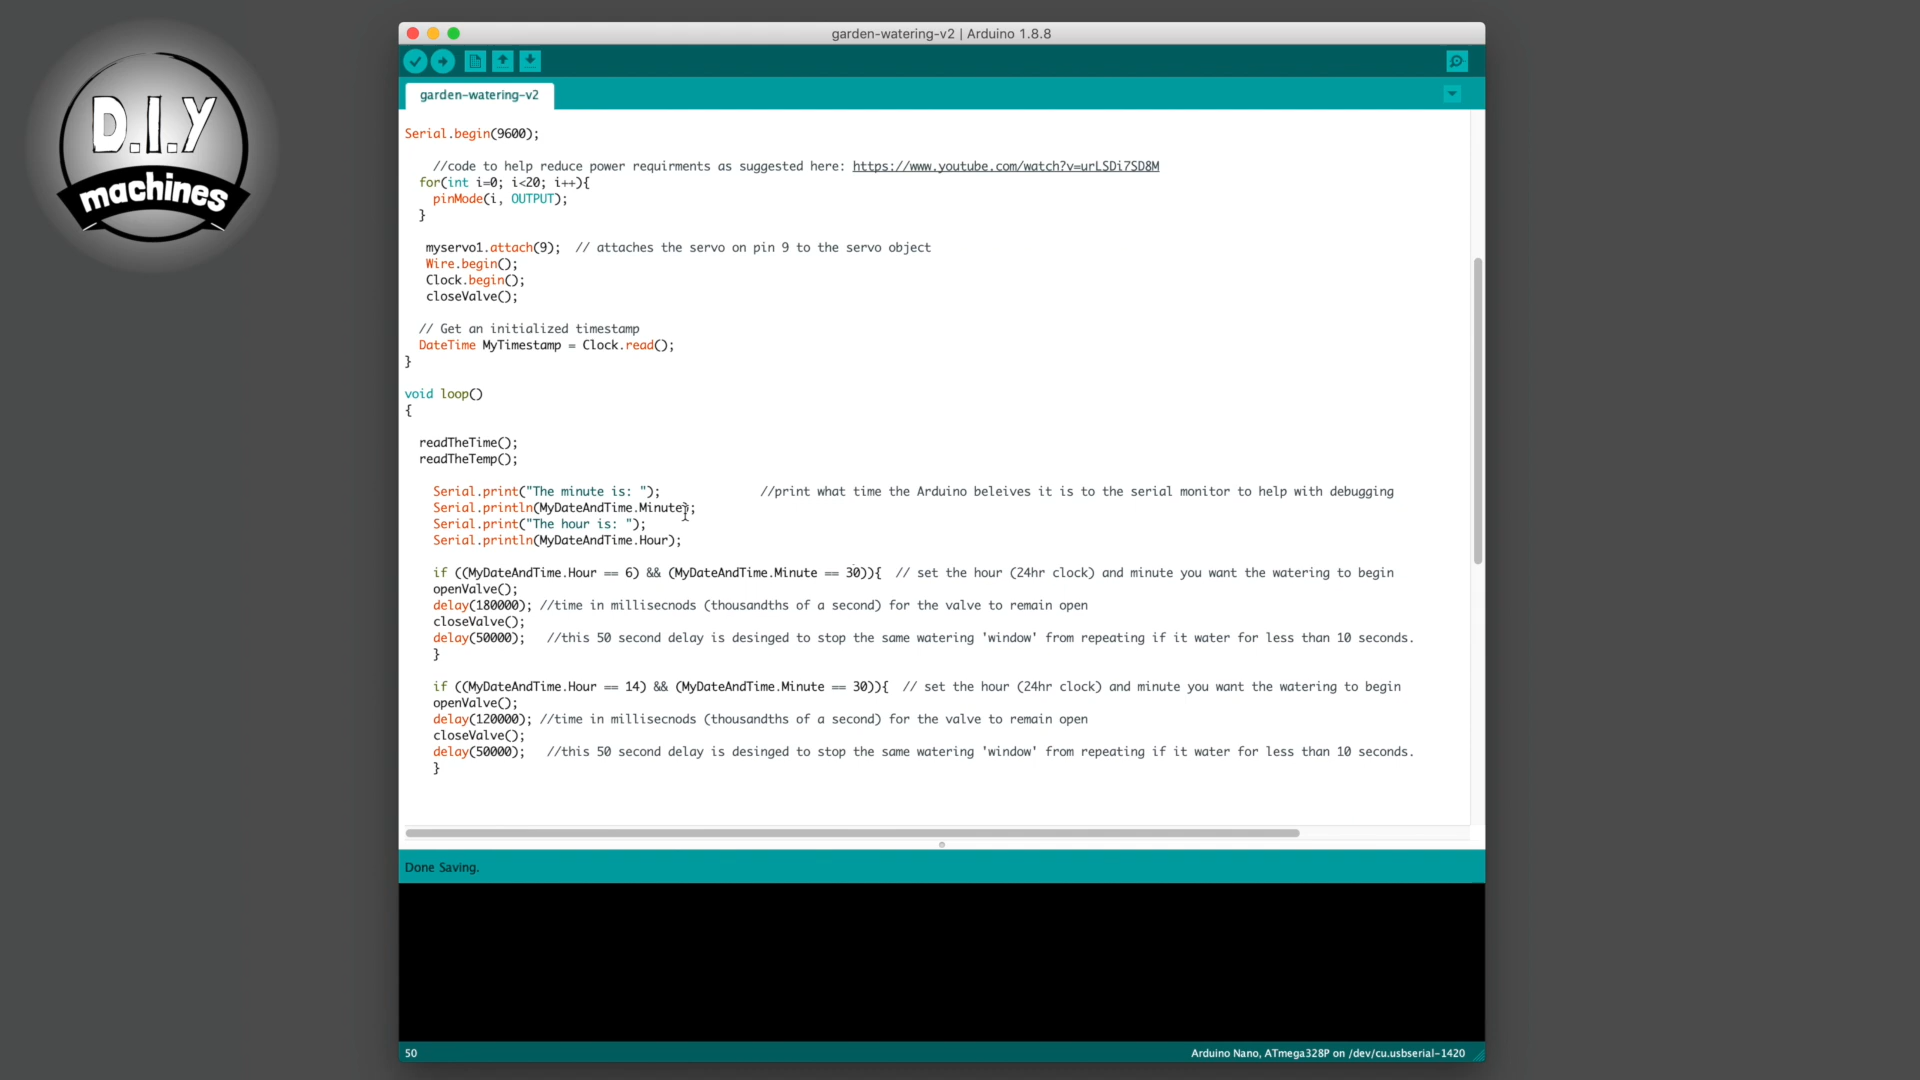 D.I.Y
machines
garden-watering-v2 | Arduino 1.8.8
garden-watering-v2
Serial.begin(9600);
//code to help reduce power requirments as suggested here: https://www.youtube.com/watch?v=urLSDi7SD8M
for(int i=0; i<20; i++){
pinMode(i, OUTPUT);
}
myservo1.attach(9);  // attaches the servo on pin 9 to the servo object
Wire.begin();
Clock.begin();
closeValve();
// Get an initialized timestamp
DateTime MyTimestamp = Clock.read();
}
void loop()
{
readTheTime();
readTheTemp();
Serial.print("The minute is: ");  //print what time the Arduino beleives it is to the serial monitor to help with debugging
Serial.println(MyDateAndTime.Minute);
Serial.print("The hour is: ");
Serial.println(MyDateAndTime.Hour);
if ((MyDateAndTime.Hour == 6) && (MyDateAndTime.Minute == 30)){  // set the hour (24hr clock) and minute you want the watering to begin
openValve();
delay(180000); //time in millisecnods (thousandths of a second) for the valve to remain open
closeValve();
delay(50000);  //this 50 second delay is desinged to stop the same watering 'window' from repeating if it water for less than 10 seconds.
}
if ((MyDateAndTime.Hour == 14) && (MyDateAndTime.Minute == 30)){  // set the hour (24hr clock) and minute you want the watering to begin
openValve();
delay(120000); //time in millisecnods (thousandths of a second) for the valve to remain open
closeValve();
delay(50000);  //this 50 second delay is desinged to stop the same watering 'window' from repeating if it water for less than 10 seconds.
}
Done Saving.
50
Arduino Nano, ATmega328P on /dev/cu.usbserial-1420